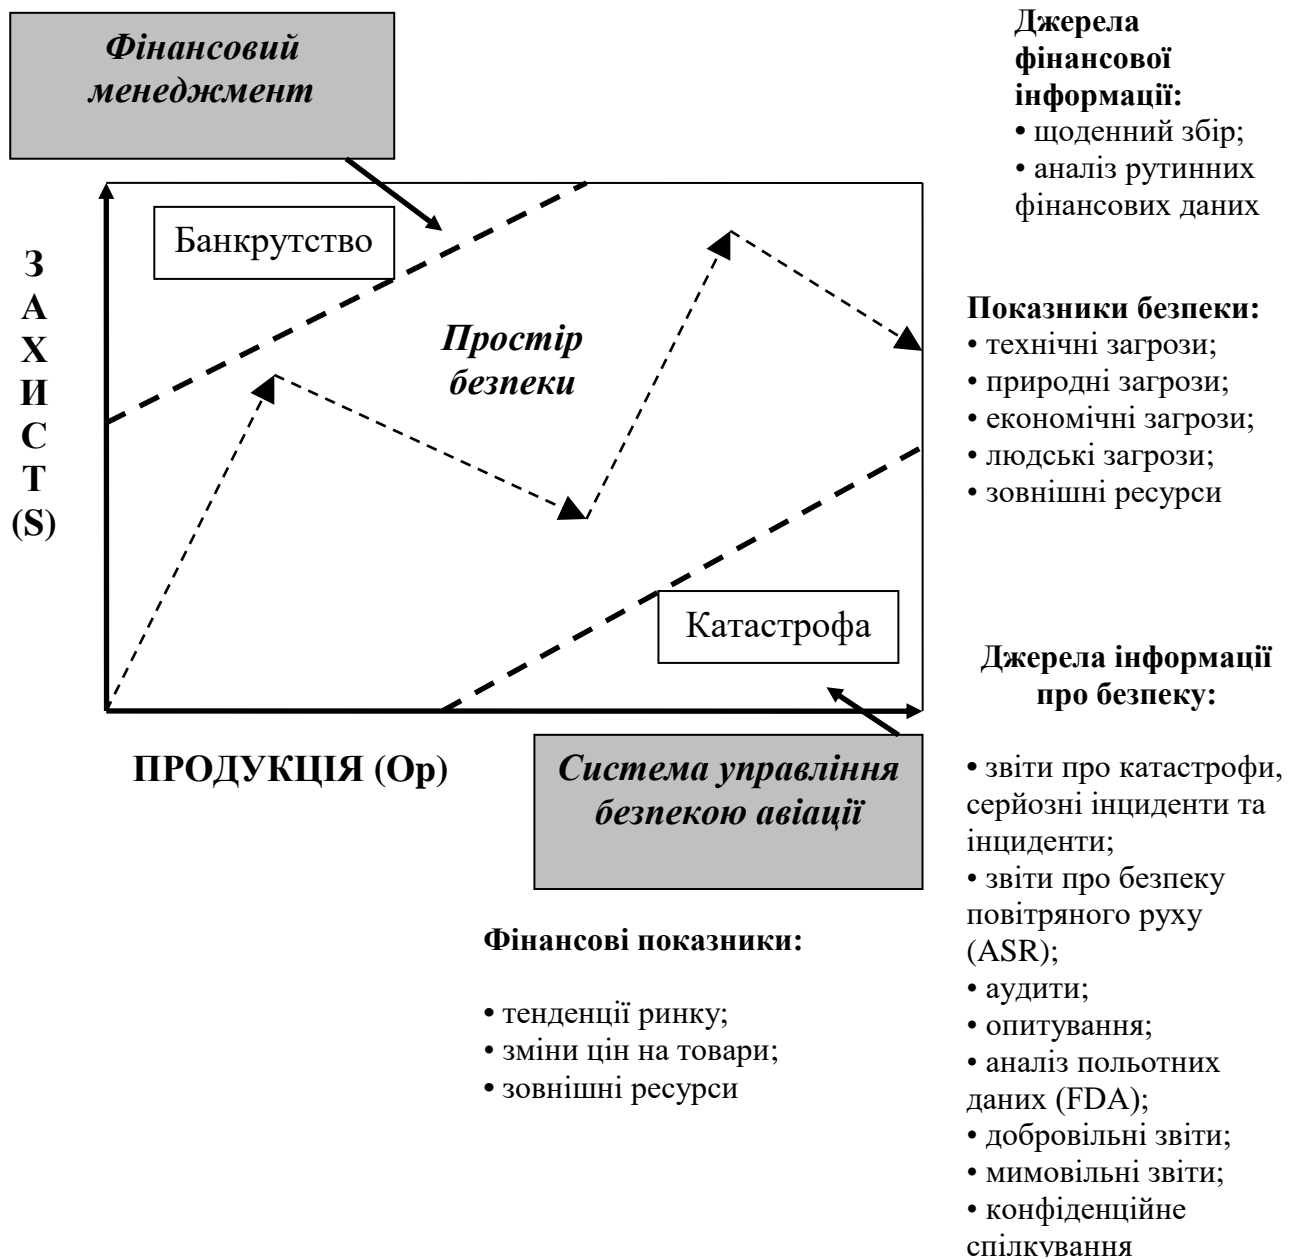 Фінансовий
менеджмент
Джерела
фінансової
інформації:
• щоденний збір;
• аналіз рутинних
фінансових даних
Банкрутство
З
А
Х
И
С
Т
(S)
Простір
безпеки
Показники безпеки:
• технічні загрози;
• природні загрози;
• економічні загрози;
• людські загрози;
• зовнішні ресурси
Катастрофа
ПРОДУКЦІЯ (Ор)
Система управління
безпекою авіації
Джерела інформації
про безпеку:
• звіти про катастрофи,
серйозні інциденти та
інциденти;
• звіти про безпеку
повітряного руху
(ASR);
• аудити;
• опитування;
• аналіз польотних
даних (FDA);
• добровільні звіти;
• мимовільні звіти;
• конфіденційне
спілкування
Фінансові показники:
• тенденції ринку;
• зміни цін на товари;
• зовнішні ресурси